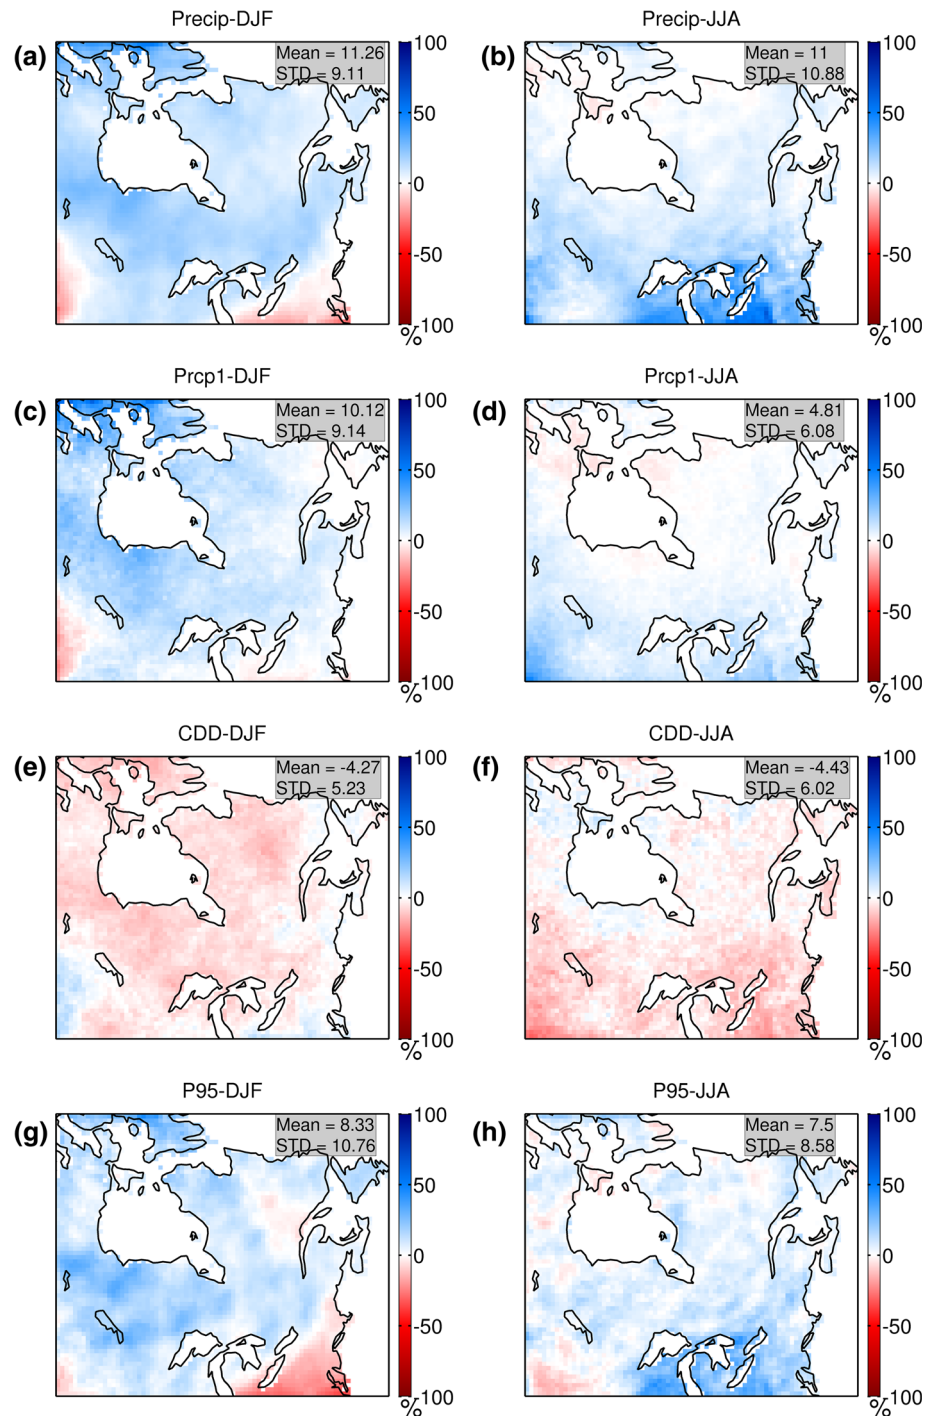 Precip-DJF
(a)
Mean = 11.26
STD = 9.11
100
50
0
-50
-100
%
Precip-JJA
(b)
Mean = 11
STD = 10.88
100
50
0
-50
-100
%
Prcp1-DJF
(c)
Mean = 10.12
STD = 9.14
100
50
0
-50
-100
%
Prcp1-JJA
(d)
Mean = 4.81
STD = 6.08
100
50
0
-50
-100
%
CDD-DJF
(e)
Mean = -4.27
STD = 5.23
100
50
0
-50
-100
%
CDD-JJA
(f)
Mean = -4.43
STD = 6.02
100
50
0
-50
-100
%
P95-DJF
(g)
Mean = 8.33
STD = 10.76
100
50
0
-50
-100
%
P95-JJA
(h)
Mean = 7.5
STD = 8.58
100
50
0
-50
-100
%